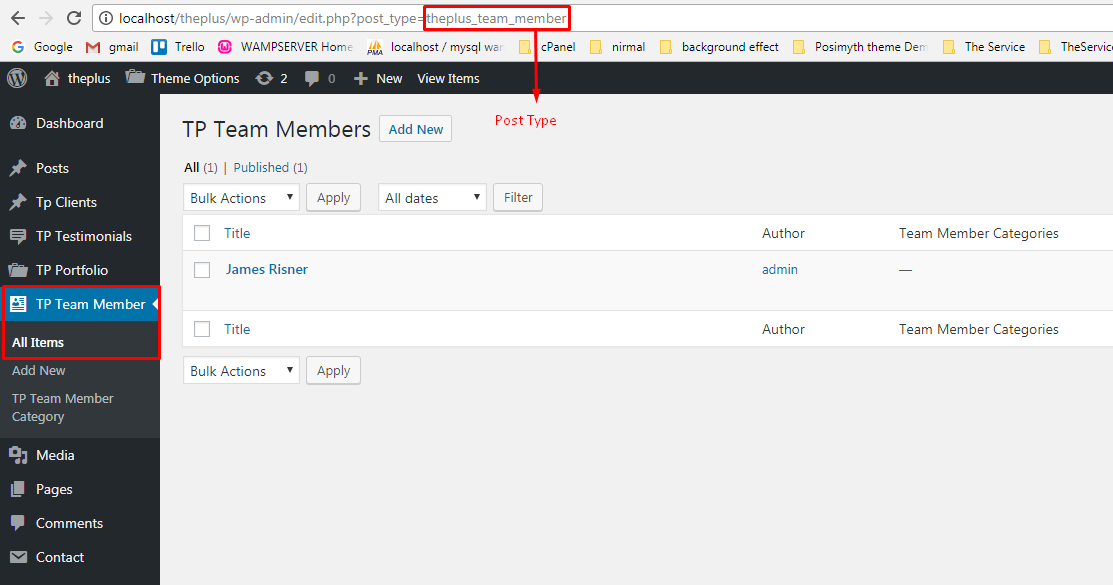 localhost/theplus/wp-admin/edit.php?post_type=theplus_team_member
Google gmail Trello WAMPSERVER Home localhost / mysql wam cPanel nirmal background effect Posimyth theme Dem The Service TheService
theplus Theme Options 2 0 New View Items
Post Type
Dashboard
Posts
Tp Clients
TP Testimonials
TP Portfolio
TP Team Member
All Items
Add New
TP Team Member
Category
Media
Pages
Comments
Contact
TP Team Members Add New
All (1) | Published (1)
Bulk Actions Apply All dates Filter
Title Author Team Member Categories
James Risner admin —
Title Author Team Member Categories
Bulk Actions Apply